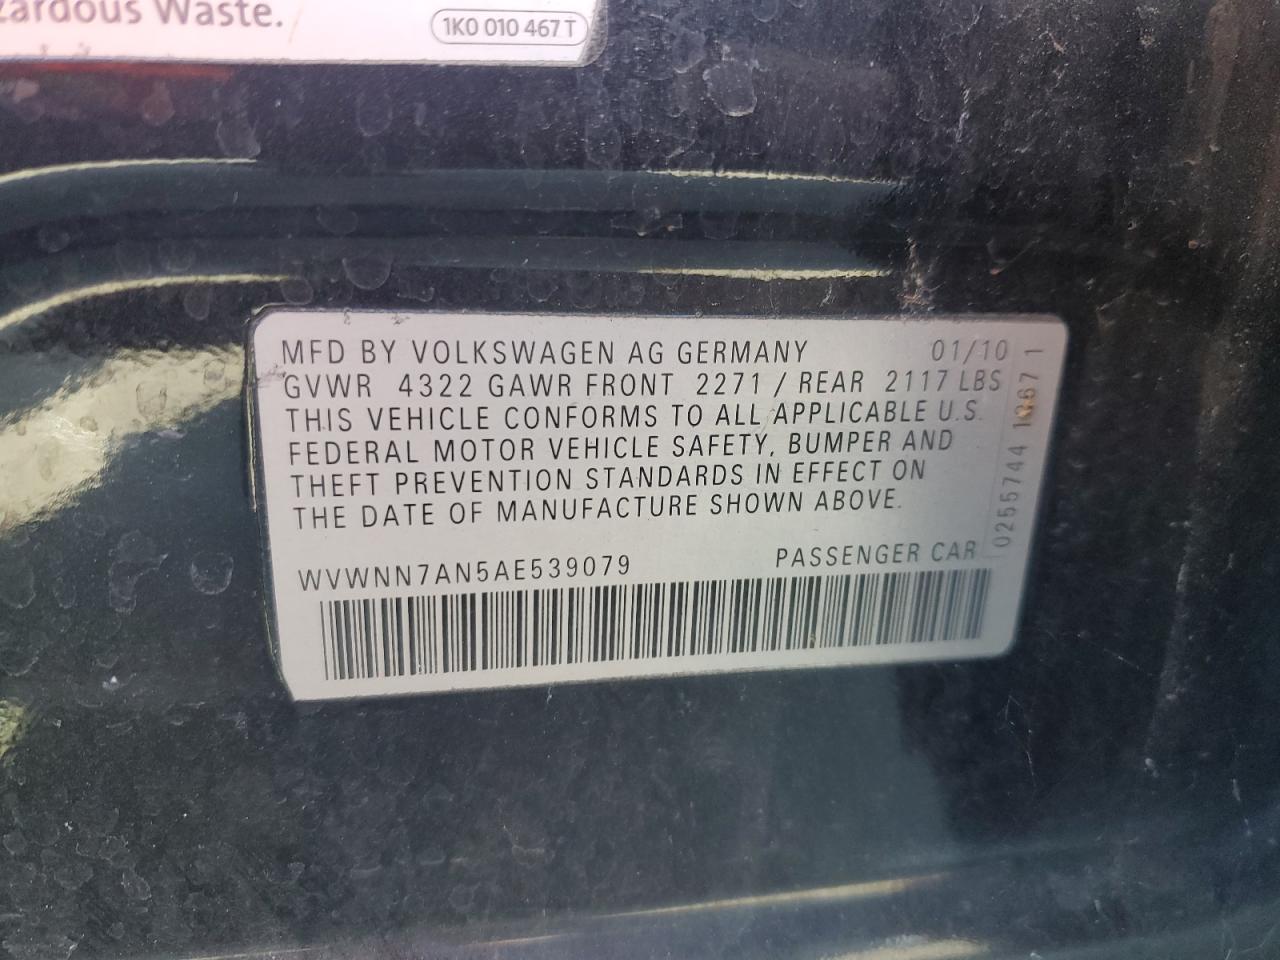 ardous Waste.
1K0 010 467 T
MFD BY VOLKSWAGEN AG GERMANY 01/10
GVWR 4322 GAWR FRONT 2271 / REAR 2117 LBS
THIS VEHICLE CONFORMS TO ALL APPLICABLE U.S.
FEDERAL MOTOR VEHICLE SAFETY, BUMPER AND
THEFT PREVENTION STANDARDS IN EFFECT ON
THE DATE OF MANUFACTURE SHOWN ABOVE.
WVWNN7AN5AE539079 PASSENGER CAR
0255744